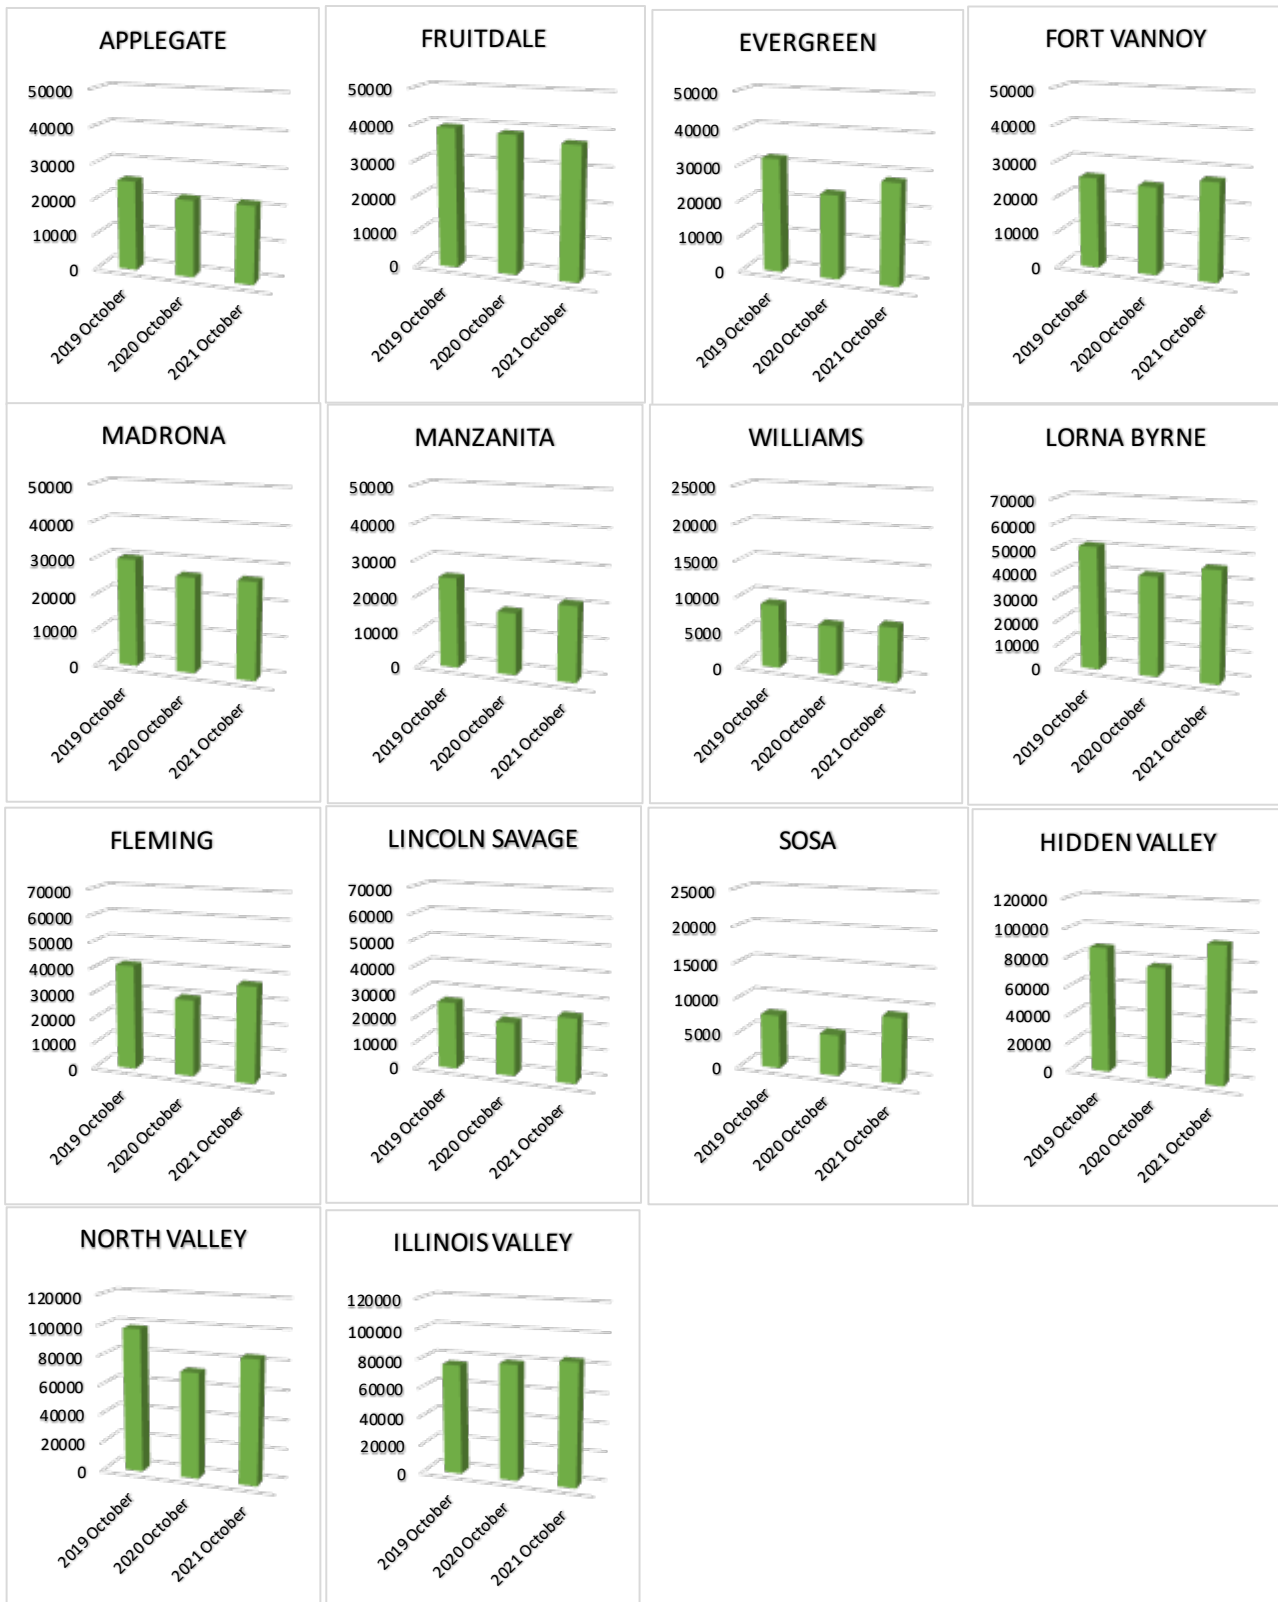 APPLEGATE
50000
40000
30000
20000
10000
0
2019 October
2020 October
2021 October
FRUITDALE
50000
40000
30000
20000
10000
0
2019 October
2020 October
2021 October
EVERGREEN
50000
40000
30000
20000
10000
0
2019 October
2020 October
2021 October
FORT VANNOY
50000
40000
30000
20000
10000
0
2019 October
2020 October
2021 October
MADRONA
50000
40000
30000
20000
10000
0
2019 October
2020 October
2021 October
MANZANITA
50000
40000
30000
20000
10000
0
2019 October
2020 October
2021 October
WILLIAMS
25000
20000
15000
10000
5000
0
2019 October
2020 October
2021 October
LORNA BYRNE
70000
60000
50000
40000
30000
20000
10000
0
2019 October
2020 October
2021 October
FLEMING
70000
60000
50000
40000
30000
20000
10000
0
2019 October
2020 October
2021 October
LINCOLN SAVAGE
70000
60000
50000
40000
30000
20000
10000
0
2019 October
2020 October
2021 October
SOSA
25000
20000
15000
10000
5000
0
2019 October
2020 October
2021 October
HIDDEN VALLEY
120000
100000
80000
60000
40000
20000
0
2019 October
2020 October
2021 October
NORTH VALLEY
120000
100000
80000
60000
40000
20000
0
2019 October
2020 October
2021 October
ILLINOIS VALLEY
120000
100000
80000
60000
40000
20000
0
2019 October
2020 October
2021 October